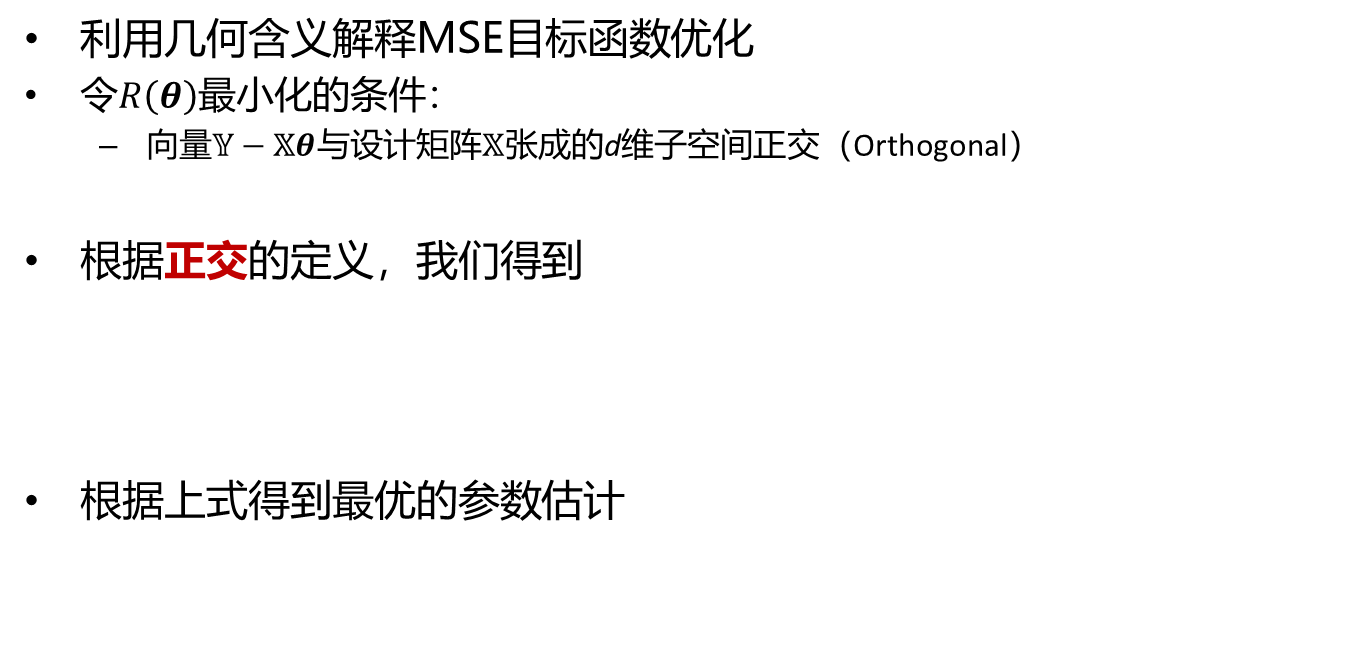 • 利用几何含义解释MSE目标函数优化
• 令R(θ)最小化的条件：
– 向量𝕐 − 𝕏θ与设计矩阵𝕏张成的d维子空间正交（Orthogonal）
• 根据正交的定义，我们得到
• 根据上式得到最优的参数估计